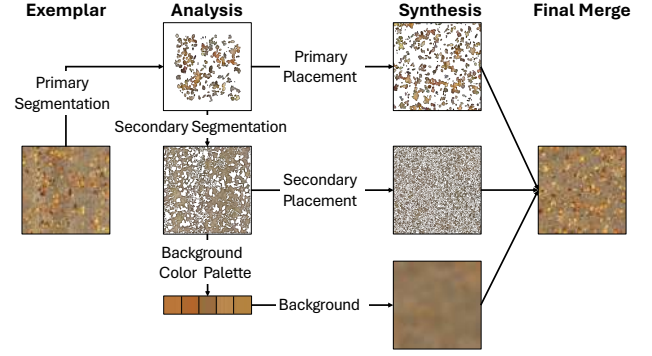 Exemplar
Analysis
Synthesis
Final Merge
Primary
Segmentation
Primary
Placement
Secondary Segmentation
Secondary
Placement
Background
Color Palette
Background